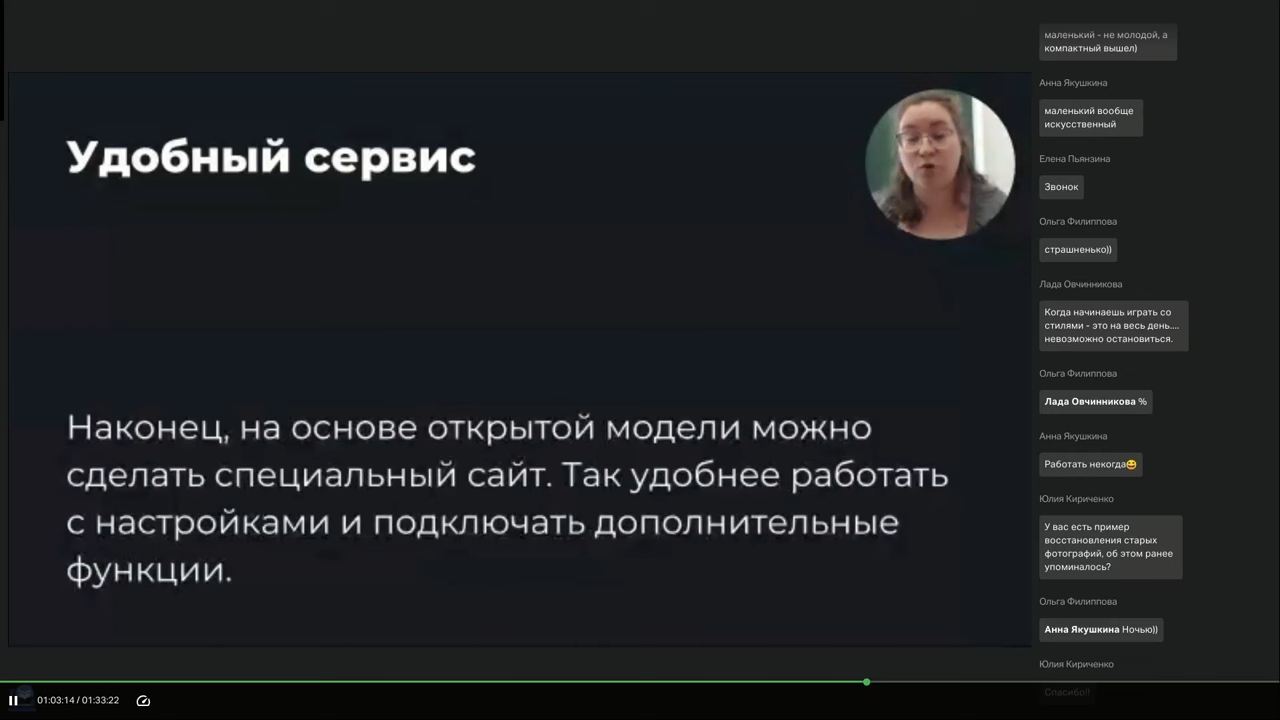 Удобный сервис
Наконец, на основе открытой модели можно
сделать специальный сайт. Так удобнее работать
с настройками и подключать дополнительные
функции.
маленький - не молодой, а
компактный вышел)
Анна Якушкина
маленький вообще
искусственный
Елена Пьянзина
Звонок
Ольга Филиппова
страшненько))
Лада Овчинникова
Когда начинаешь играть со
стилями - это на весь день....
невозможно остановиться.
Ольга Филиппова
Лада Овчинникова %
Анна Якушкина
Работать некогда😄
Юлия Кириченко
У вас есть пример
восстановления старых
фотографий, об этом ранее
упоминалось?
Ольга Филиппова
Анна Якушкина Ночью))
Юлия Кириченко
Спасибо!!
01:03:14 / 01:33:22